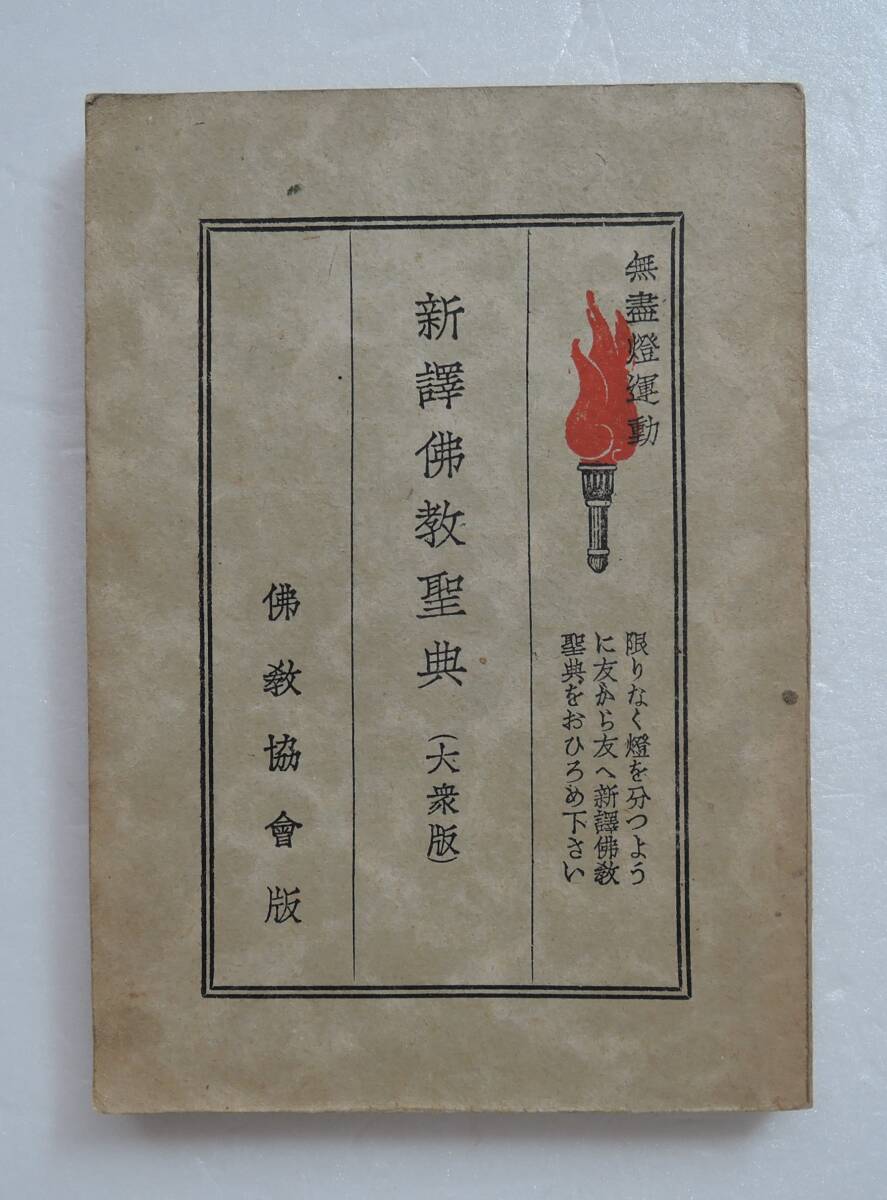 無盡燈運動
限りなく燈を分つよう
に友から友へ新譯佛教
聖典をおひろめ下さい
新譯佛教聖典（大衆版）
佛教協會版